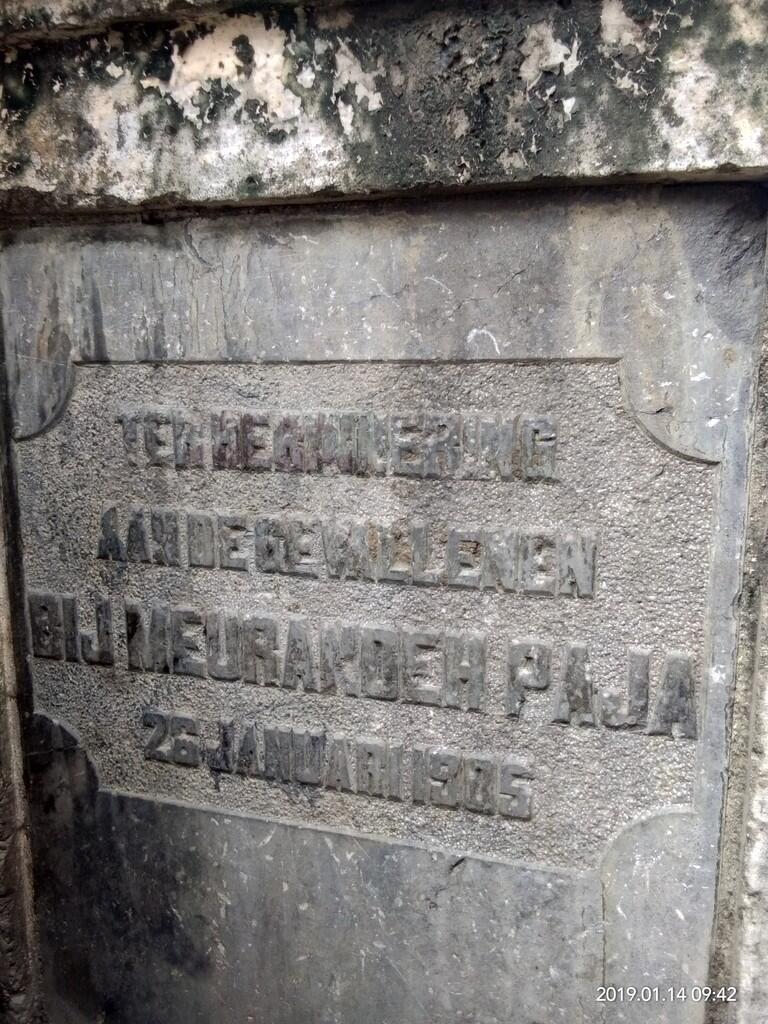 TER HERINNERING
AAN DE GEVALLENEN
BIJ MEURANDEH PAJA
26 JANUARI 1905
2019.01.14 09:42